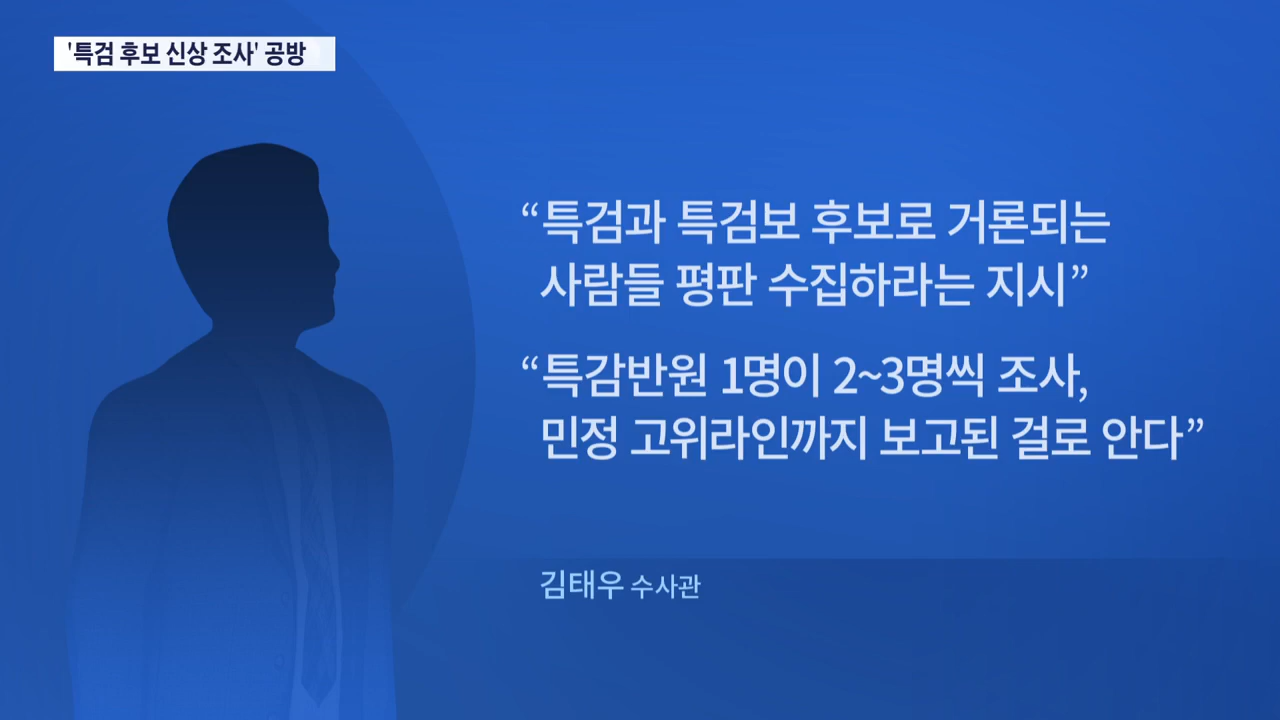 '특검 후보 신상 조사' 공방
“특검과 특검보 후보로 거론되는
사람들 평판 수집하라는 지시”
“특감반원 1명이 2~3명씩 조사,
민정 고위라인까지 보고된 걸로 안다”
김태우 수사관